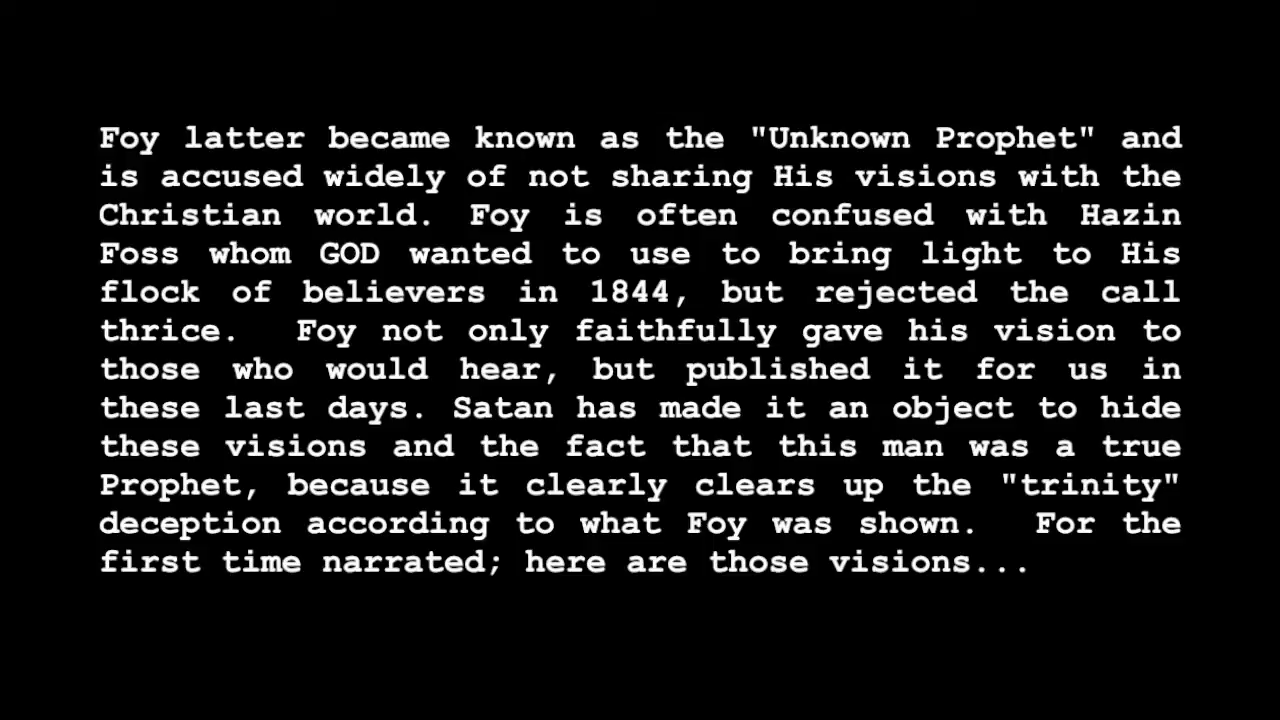 Foy latter became known as the "Unknown Prophet" and
is accused widely of not sharing His visions with the
Christian world. Foy is often confused with Hazin
Foss whom GOD wanted to use to bring light to His
flock of believers in 1844, but rejected the call
thrice. Foy not only faithfully gave his vision to
those who would hear, but published it for us in
these last days. Satan has made it an object to hide
these visions and the fact that this man was a true
Prophet, because it clearly clears up the "trinity"
deception according to what Foy was shown. For the
first time narrated; here are those visions...